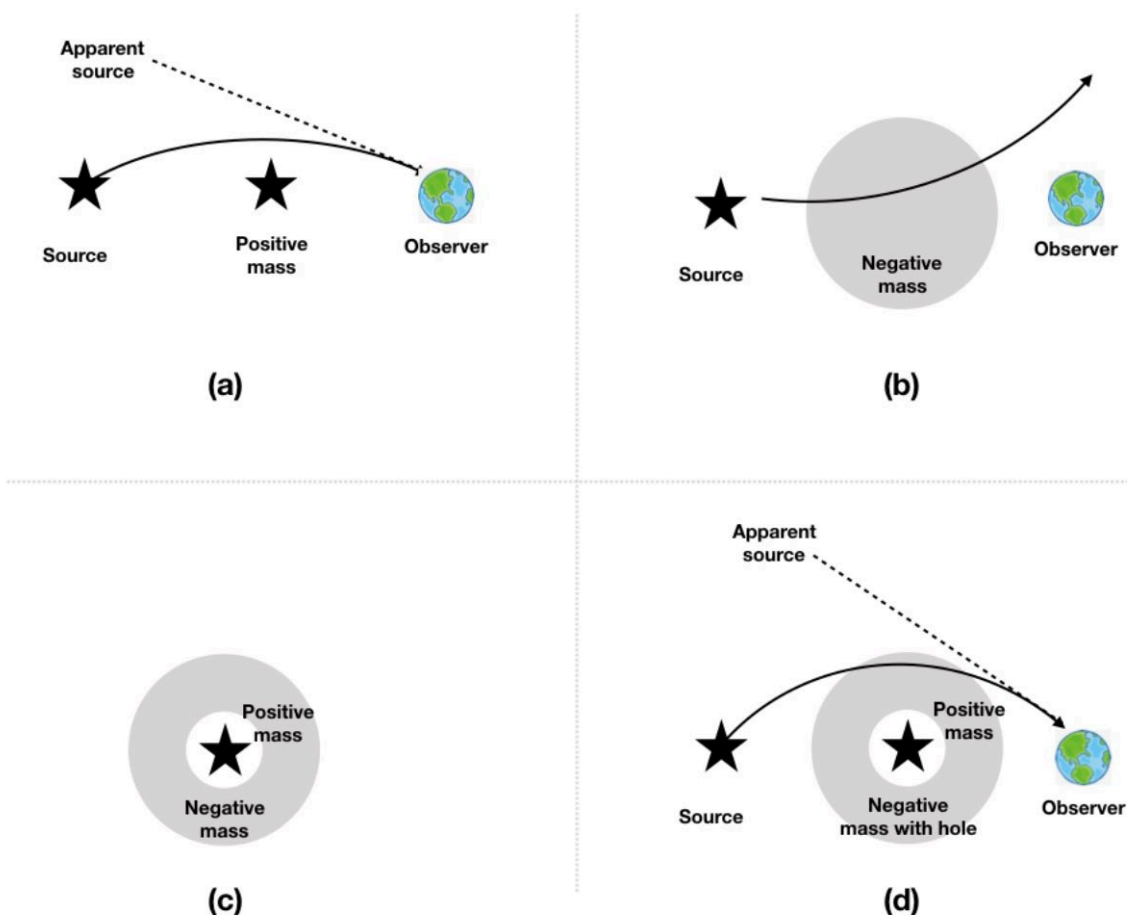 Apparent
source
Source
Positive
mass
Observer
(a)
Source
Negative
mass
Observer
(b)
Positive
mass
Negative
mass
(c)
Apparent
source
Source
Positive
mass
Negative
mass with hole
Observer
(d)